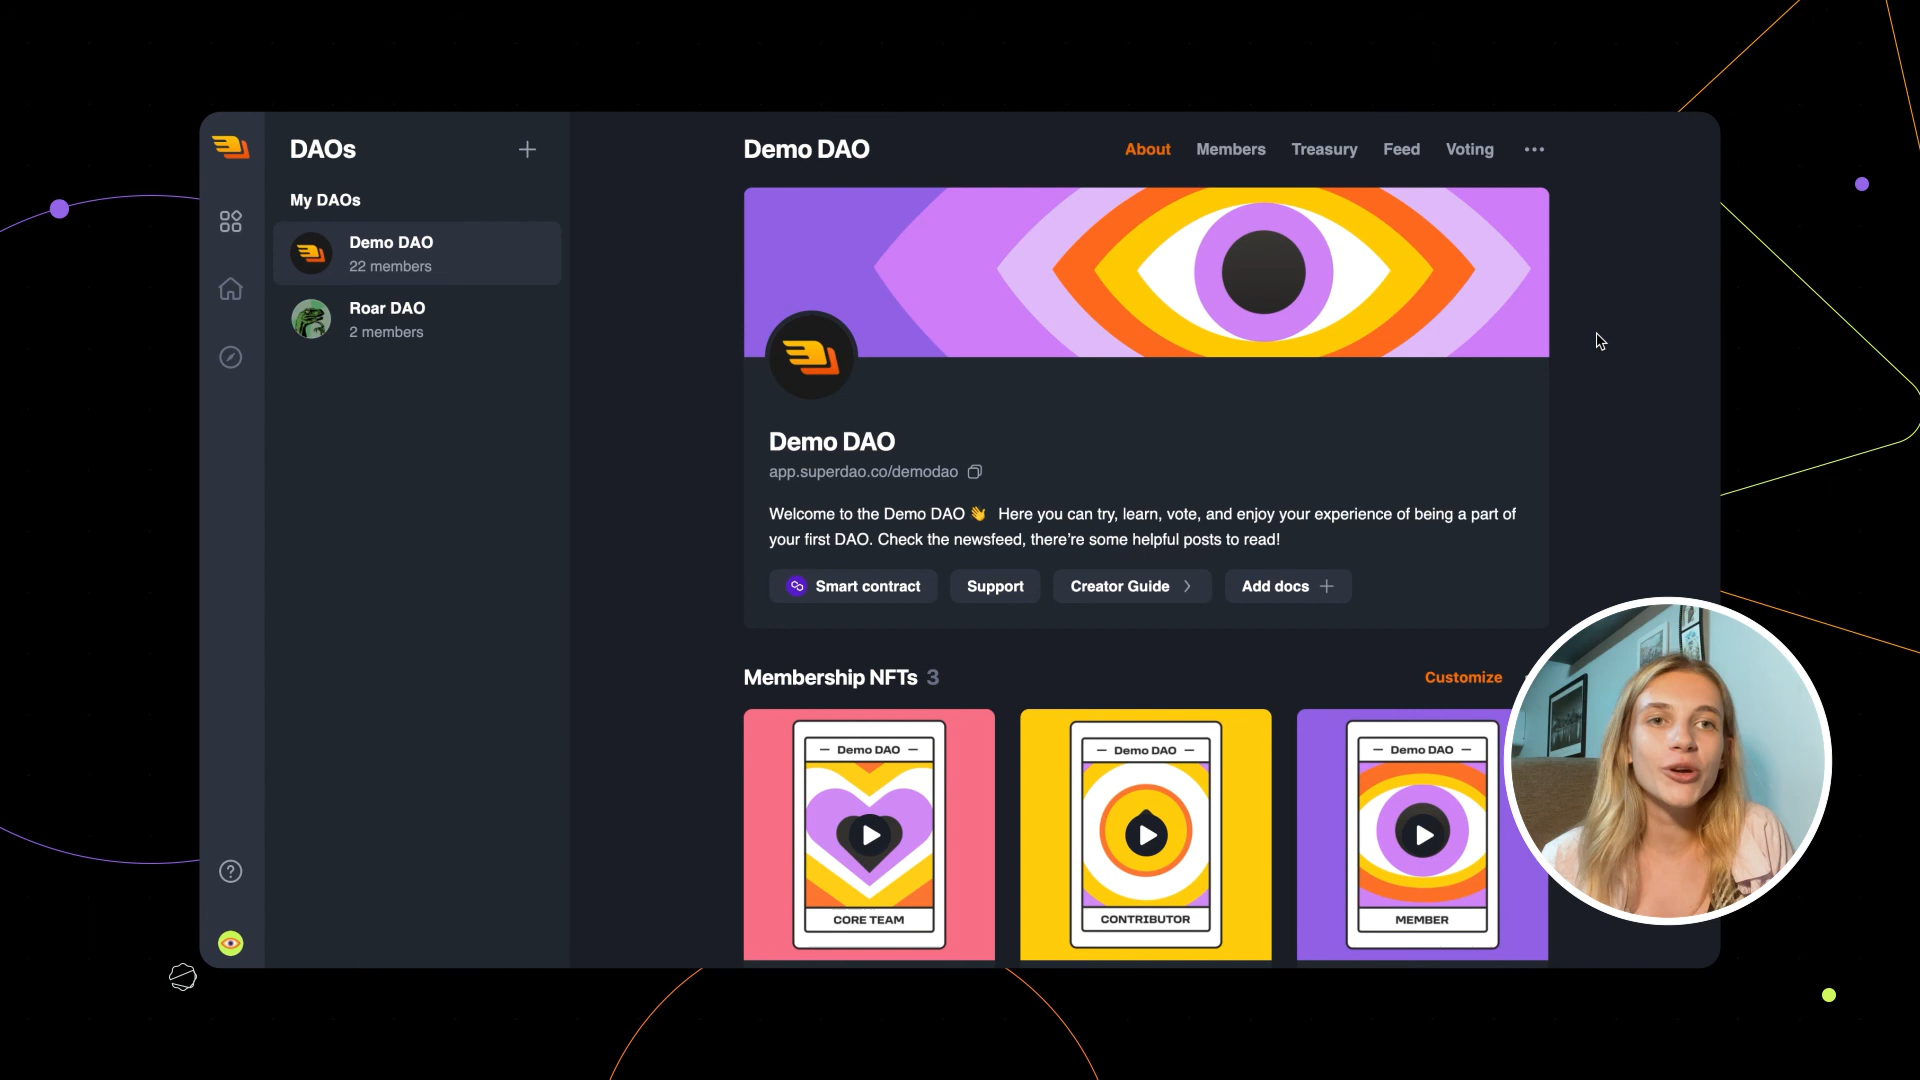 DAOs
My DAOs
Demo DAO
22 members
Roar DAO
2 members
Demo DAO
About Members Treasury Feed Voting
Demo DAO
app.superdao.co/demodao
Welcome to the Demo DAO 👋 Here you can try, learn, vote, and enjoy your experience of being a part of
your first DAO. Check the newsfeed, there're some helpful posts to read!
Smart contract Support Creator Guide Add docs
Membership NFTs 3
Customize
Demo DAO
CORE TEAM
Demo DAO
CONTRIBUTOR
Demo DAO
MEMBER